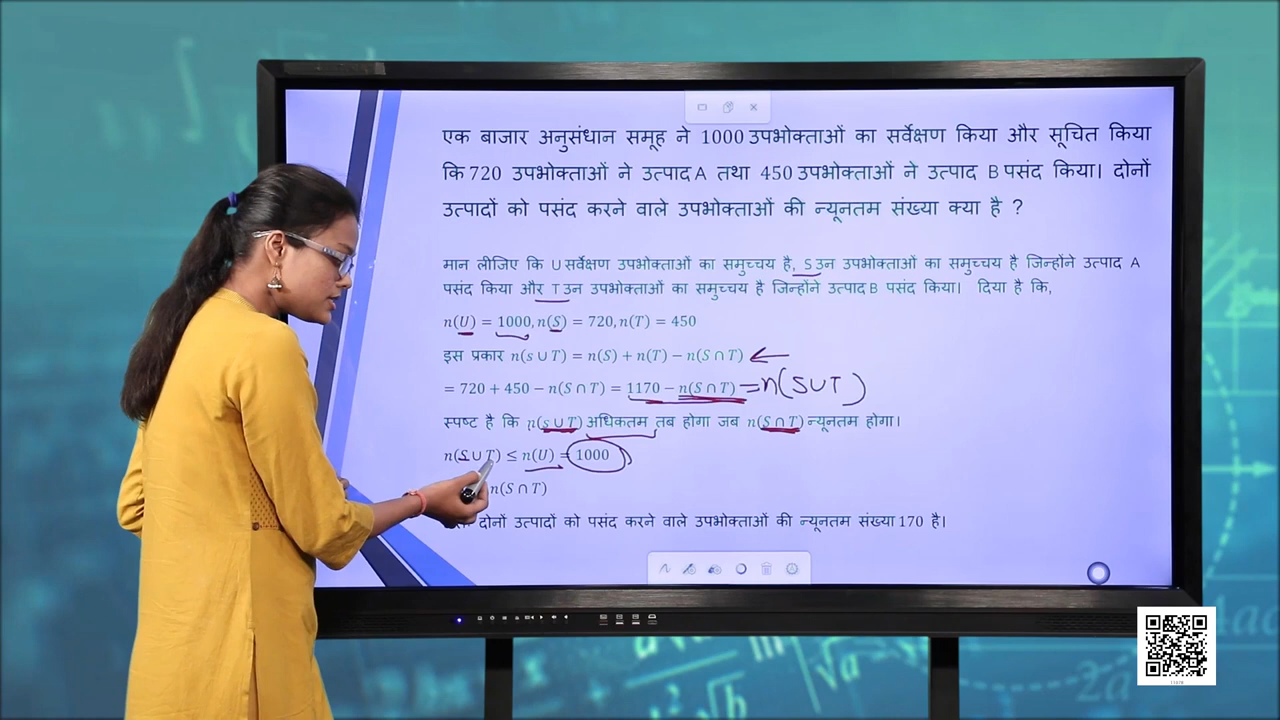 एक बाजार अनुसंधान समूह ने 1000 उपभोक्ताओं का सर्वेक्षण किया और सूचित किया
कि 720 उपभोक्ताओं ने उत्पाद A तथा 450 उपभोक्ताओं ने उत्पाद B पसंद किया। दोनों
उत्पादों को पसंद करने वाले उपभोक्ताओं की न्यूनतम संख्या क्या है ?
मान लीजिए कि U सर्वेक्षण उपभोक्ताओं का समुच्चय है, S उन उपभोक्ताओं का समुच्चय है जिन्होंने उत्पाद A
पसंद किया और T उन उपभोक्ताओं का समुच्चय है जिन्होंने उत्पाद B पसंद किया। दिया है कि,
n(U) = 1000, n(S) = 720, n(T) = 450
इस प्रकार n(s ∪ T) = n(S) + n(T) − n(S ∩ T)
= 720 + 450 − n(S ∩ T) = 1170 − n(S ∩ T) = n(S∪T)
स्पष्ट है कि n(s ∪ T) अधिकतम तब होगा जब n(S ∩ T) न्यूनतम होगा।
n(S ∪ T) ≤ n(U) = 1000
n(S ∩ T)
दोनों उत्पादों को पसंद करने वाले उपभोक्ताओं की न्यूनतम संख्या 170 है।